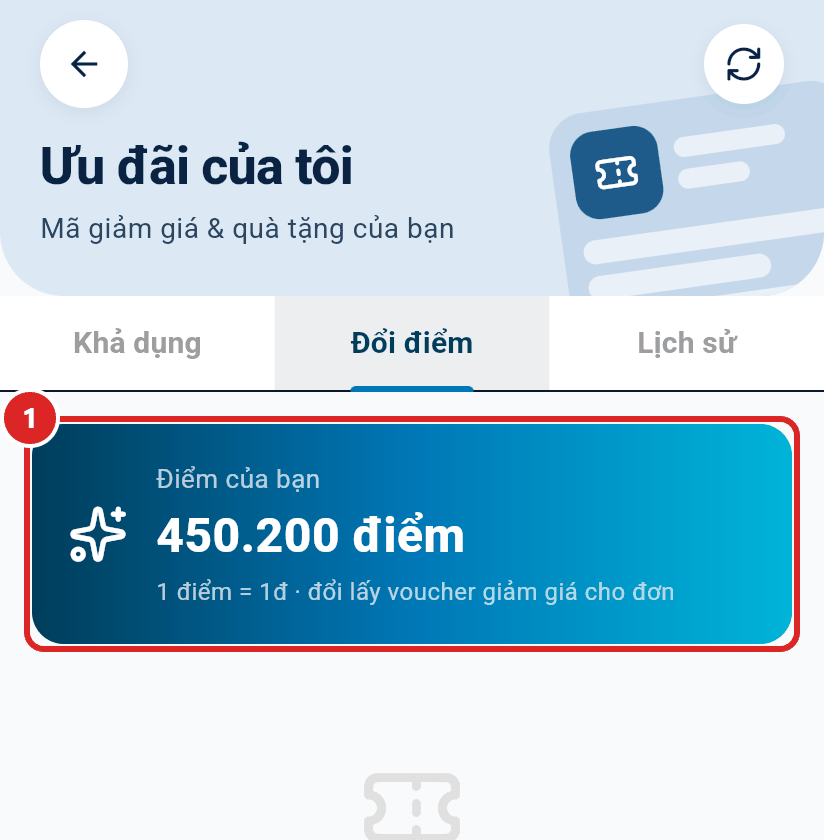 Ưu đãi của tôi
Mã giảm giá & quà tặng của bạn
Khả dụng
Đổi điểm
Lịch sử
1
Điểm của bạn
450.200 điểm
1 điểm = 1đ · đổi lấy voucher giảm giá cho đơn